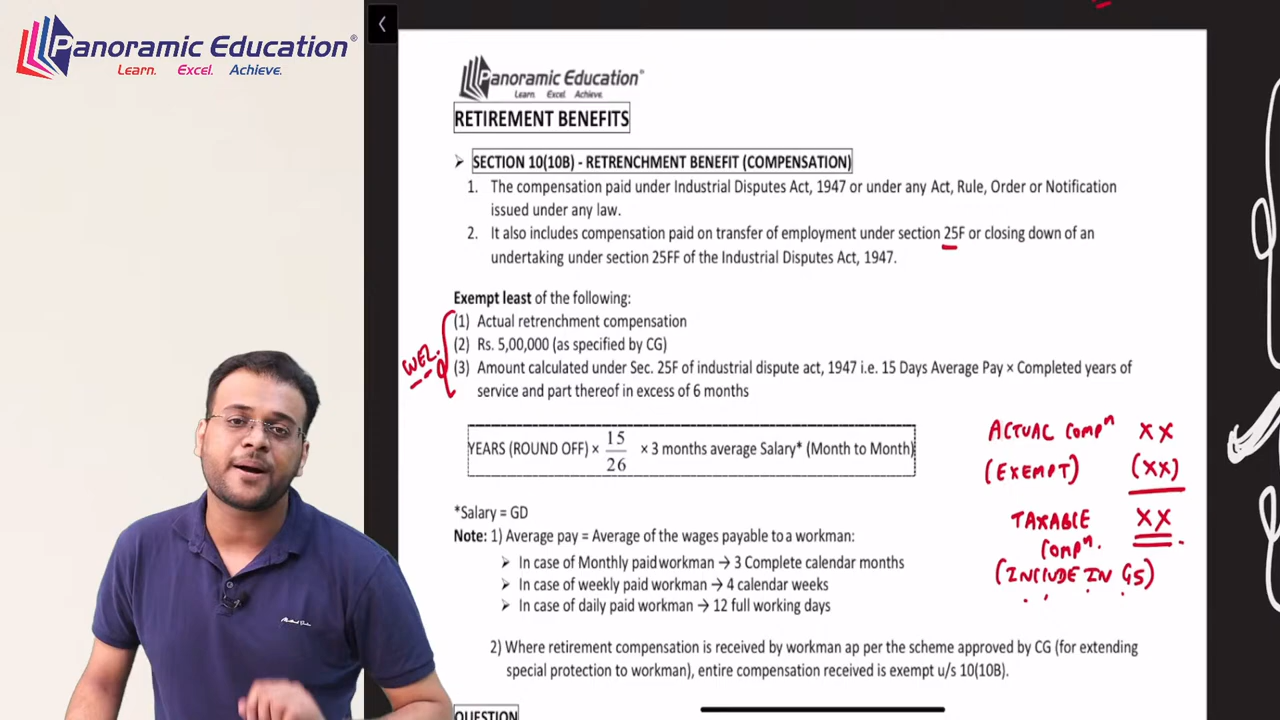 Panoramic Education®
Learn. Excel. Achieve.
Panoramic Education®
Learn. Excel. Achieve.
RETIREMENT BENEFITS
➢ SECTION 10(10B) - RETRENCHMENT BENEFIT (COMPENSATION)
1. The compensation paid under Industrial Disputes Act, 1947 or under any Act, Rule, Order or Notification
issued under any law.
2. It also includes compensation paid on transfer of employment under section 25F or closing down of an
undertaking under section 25FF of the Industrial Disputes Act, 1947.
Exempt least of the following:
(1) Actual retrenchment compensation
(2) Rs. 5,00,000 (as specified by CG)
(3) Amount calculated under Sec. 25F of industrial dispute act, 1947 i.e. 15 Days Average Pay × Completed years of
service and part thereof in excess of 6 months
WEL.
YEARS (ROUND OFF) × 15/26 × 3 months average Salary* (Month to Month)
ACTUAL Compⁿ XX
(EXEMPT) (XX)
TAXABLE XX
Compⁿ.
(INCLUDE IN GS)
*Salary = GD
Note: 1) Average pay = Average of the wages payable to a workman:
➢ In case of Monthly paid workman → 3 Complete calendar months
➢ In case of weekly paid workman → 4 calendar weeks
➢ In case of daily paid workman → 12 full working days
2) Where retirement compensation is received by workman ap per the scheme approved by CG (for extending
special protection to workman), entire compensation received is exempt u/s 10(10B).
QUESTION